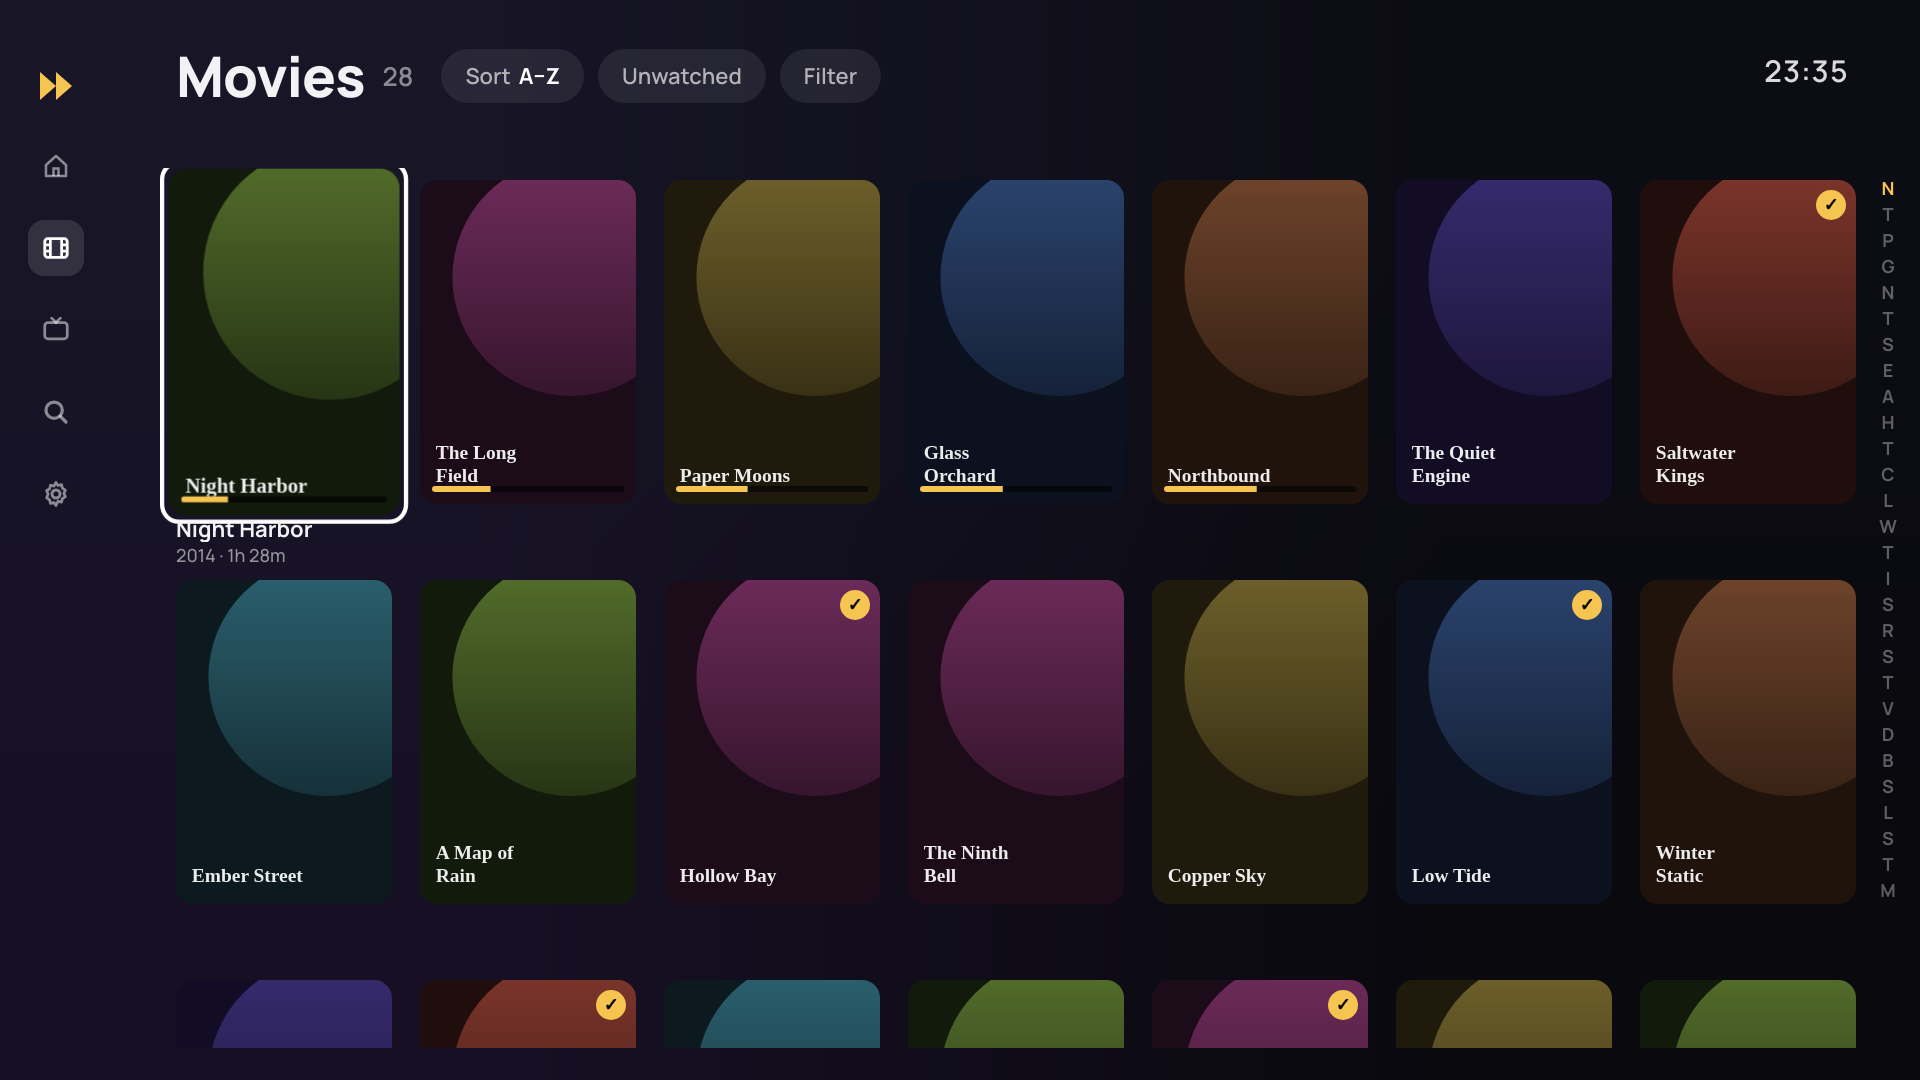 Movies 28 Sort A–Z Unwatched Filter
23:35
Night Harbor
The Long
Field
Paper Moons
Glass
Orchard
Northbound
The Quiet
Engine
Saltwater
Kings
Night Harbor
2014 · 1h 28m
Ember Street
A Map of
Rain
Hollow Bay
The Ninth
Bell
Copper Sky
Low Tide
Winter
Static
N
T
P
G
N
T
S
E
A
H
T
C
L
W
T
I
S
R
S
T
V
D
B
S
L
S
T
M